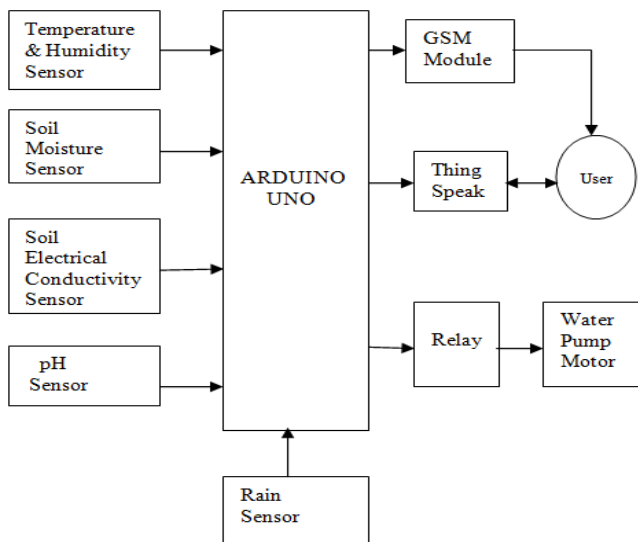 Temperature
& Humidity
Sensor
Soil
Moisture
Sensor
Soil
Electrical
Conductivity
Sensor
pH
Sensor
ARDUINO
UNO
Rain
Sensor
GSM
Module
Thing
Speak
User
Relay
Water
Pump
Motor